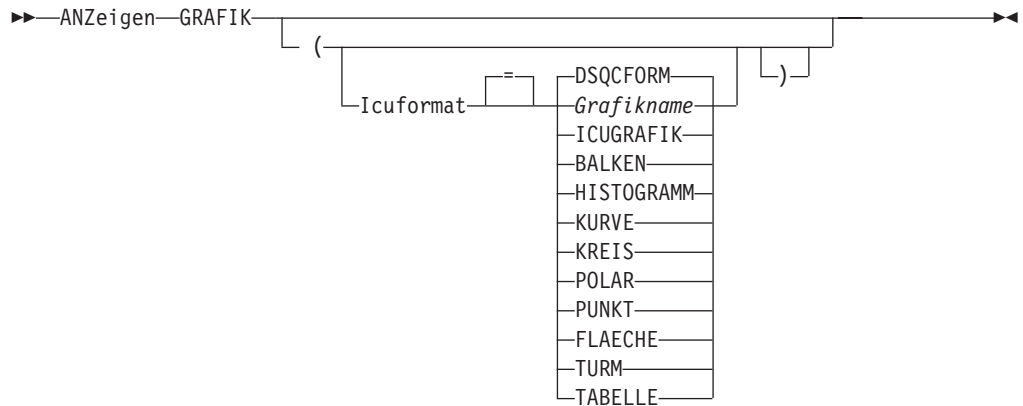 ANZeigen GRAFIK
(
Icuformat = DSQCFORM )
Grafikname
ICUGRAFIK
BALKEN
HISTOGRAMM
KURVE
KREIS
POLAR
PUNKT
FLAECHE
TURM
TABELLE